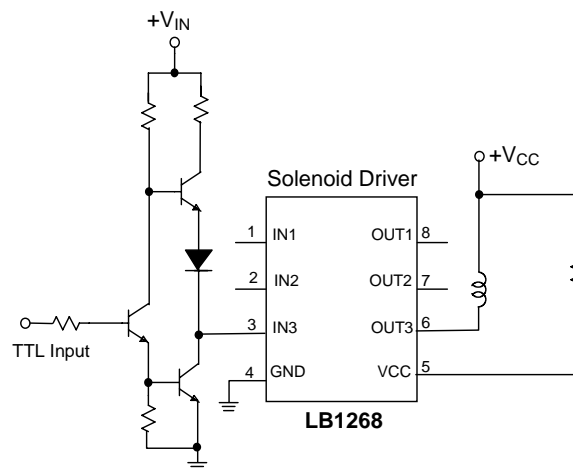 +VIN
+VCC
Solenoid Driver
1 IN1 OUT1 8
2 IN2 OUT2 7
3 IN3 OUT3 6
4 GND VCC 5
TTL Input
LB1268